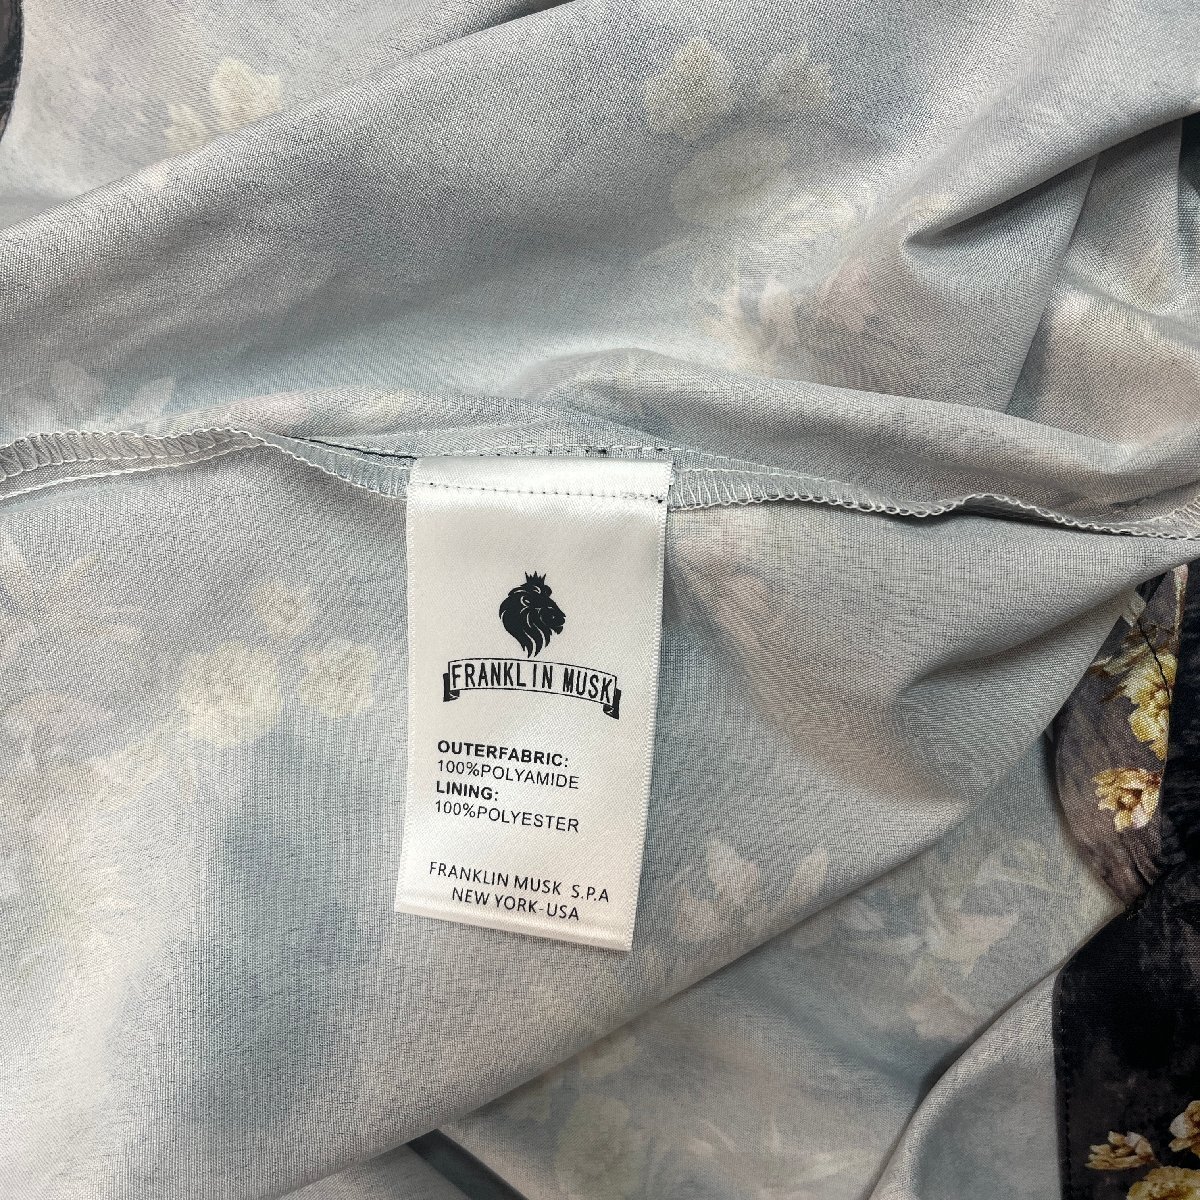 FRANKLIN MUSK
OUTERFABRIC:
100%POLYAMIDE
LINING:
100%POLYESTER
FRANKLIN MUSK S.P.A
NEW YORK-USA